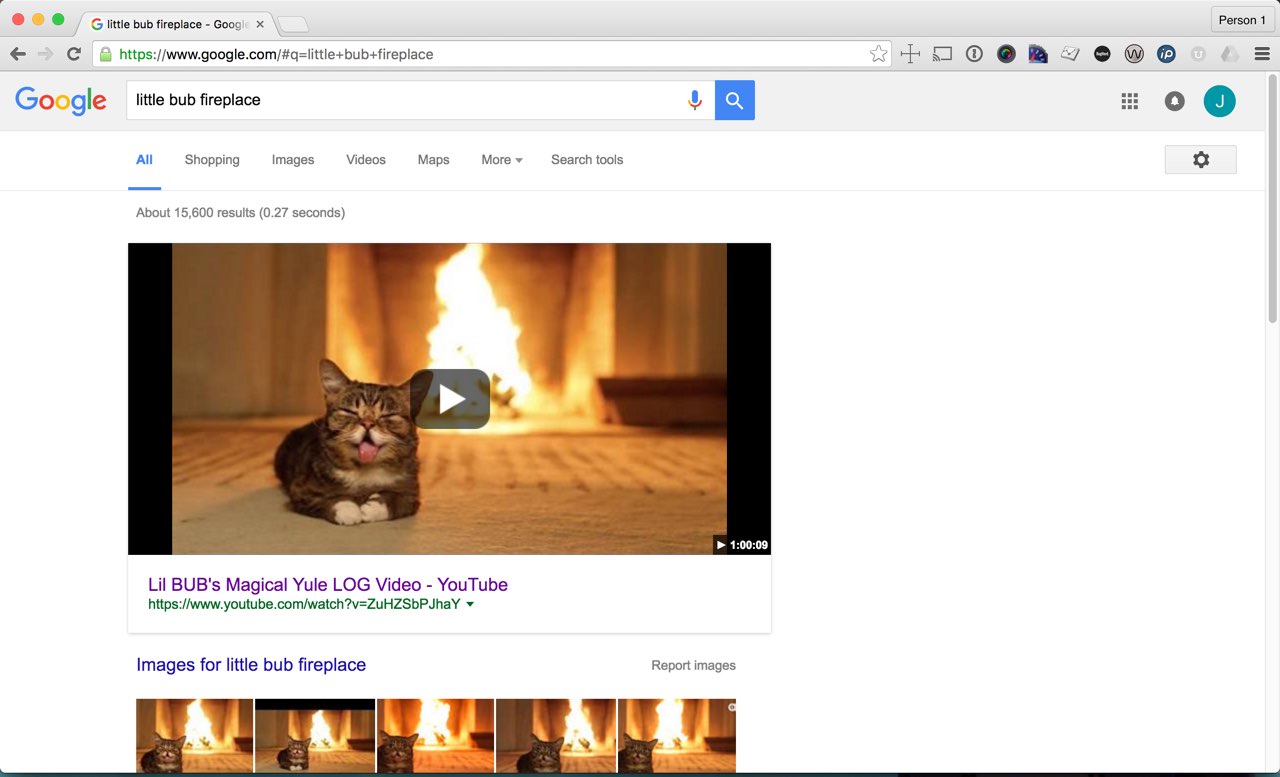 little bub fireplace - Google
Person 1
https://www.google.com/#q=little+bub+fireplace
Google
little bub fireplace
J
All Shopping Images Videos Maps More Search tools
About 15,600 results (0.27 seconds)
1:00:09
Lil BUB's Magical Yule LOG Video - YouTube
https://www.youtube.com/watch?v=ZuHZSbPJhaY
Images for little bub fireplace
Report images